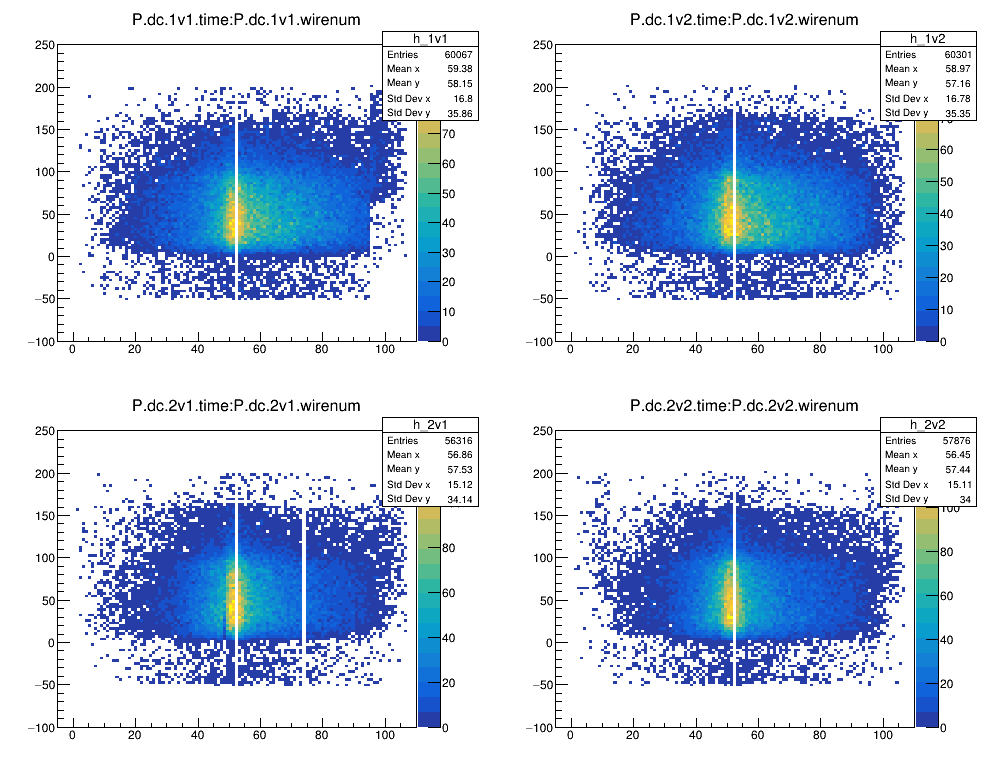 P.dc.1v1.time:P.dc.1v1.wirenum
h_1v1
Entries 60067
Mean x 59.38
Mean y 58.15
Std Dev x 16.8
Std Dev y 35.86
250
200
150
100
50
0
−50
−100
0 20 40 60 80 100
70
60
50
40
30
20
10
0
P.dc.1v2.time:P.dc.1v2.wirenum
h_1v2
Entries 60301
Mean x 58.97
Mean y 57.16
Std Dev x 16.78
Std Dev y 35.35
250
200
150
100
50
0
−50
−100
0 20 40 60 80 100
70
60
50
40
30
20
10
0
P.dc.2v1.time:P.dc.2v1.wirenum
h_2v1
Entries 56316
Mean x 56.86
Mean y 57.53
Std Dev x 15.12
Std Dev y 34.14
250
200
150
100
50
0
−50
−100
0 20 40 60 80 100
80
60
40
20
0
P.dc.2v2.time:P.dc.2v2.wirenum
h_2v2
Entries 57876
Mean x 56.45
Mean y 57.44
Std Dev x 15.11
Std Dev y 34
250
200
150
100
50
0
−50
−100
0 20 40 60 80 100
100
80
60
40
20
0